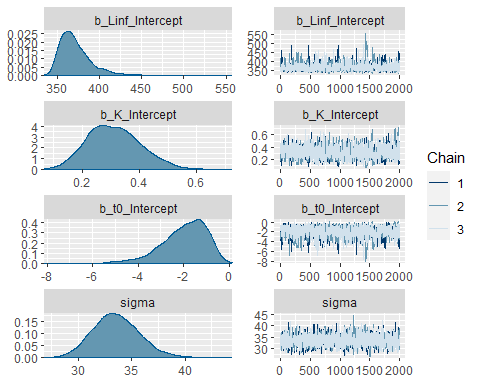 b_Linf_Intercept
0.025
0.020
0.015
0.010
0.005
0.000
350 400 450 500 550
b_Linf_Intercept
550
500
450
400
350
0 500 1000 1500 2000
b_K_Intercept
4
3
2
1
0
0.2 0.4 0.6
b_K_Intercept
0.6
0.4
0.2
0 500 1000 1500 2000
b_t0_Intercept
0.4
0.3
0.2
0.1
0.0
-8 -6 -4 -2 0
b_t0_Intercept
0
-2
-4
-6
-8
0 500 1000 1500 2000
sigma
0.15
0.10
0.05
0.00
30 35 40
sigma
45
40
35
30
0 500 1000 1500 2000
Chain
1
2
3